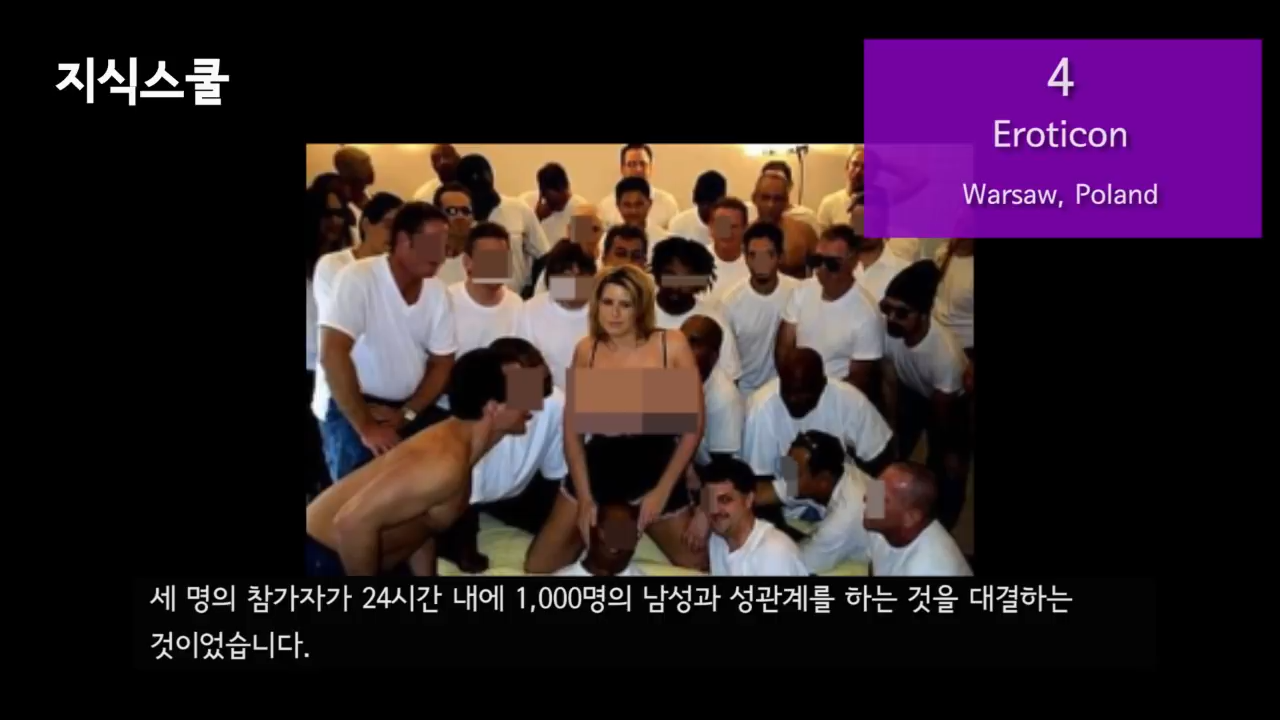 지식스쿨
4
Eroticon
Warsaw, Poland
세 명의 참가자가 24시간 내에 1,000명의 남성과 성관계를 하는 것을 대결하는
것이었습니다.